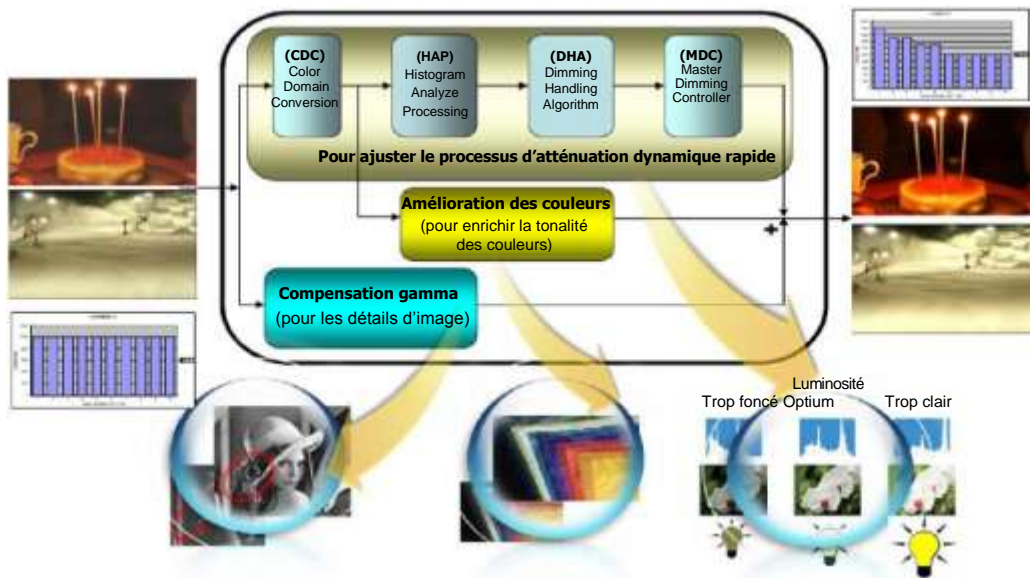 (CDC)
Color
Domain
Conversion
(HAP)
Histogram
Analyze
Processing
(DHA)
Dimming
Handling
Algorithm
(MDC)
Master
Dimming
Controller
Pour ajuster le processus d'atténuation dynamique rapide
Amélioration des couleurs
(pour enrichir la tonalité
des couleurs)
+
Compensation gamma
(pour les détails d'image)
Luminosité
Trop foncé Optium
Trop clair